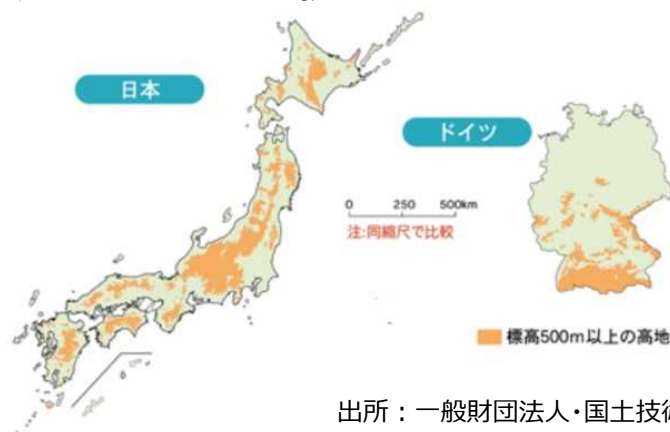 日本
ドイツ
0 250 500km
注:同縮尺で比較
標高500m以上の高地
出所：一般財団法人・国土技術